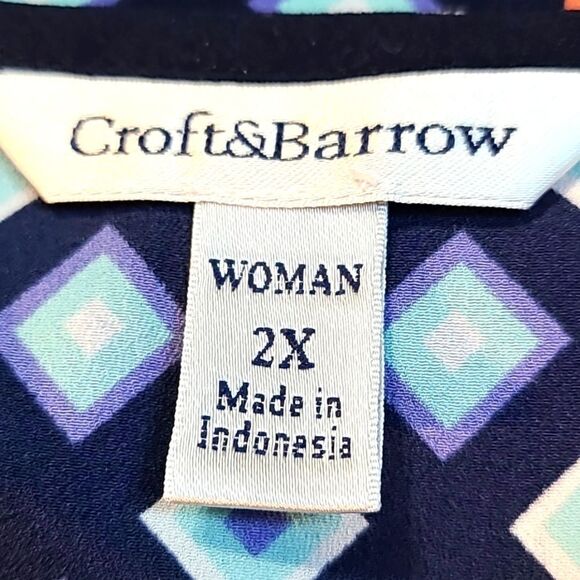 Croft&Barrow
WOMAN
2X
Made in
Indonesia